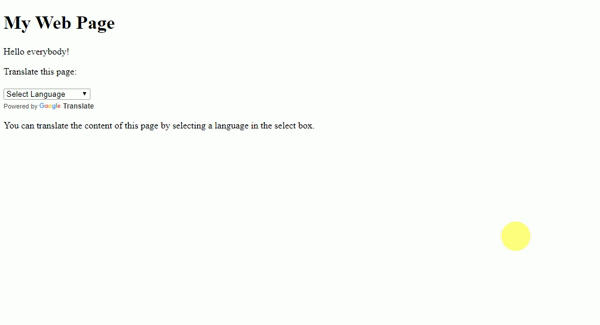 My Web Page
Hello everybody!
Translate this page:
Select Language
Powered by Google Translate
You can translate the content of this page by selecting a language in the select box.